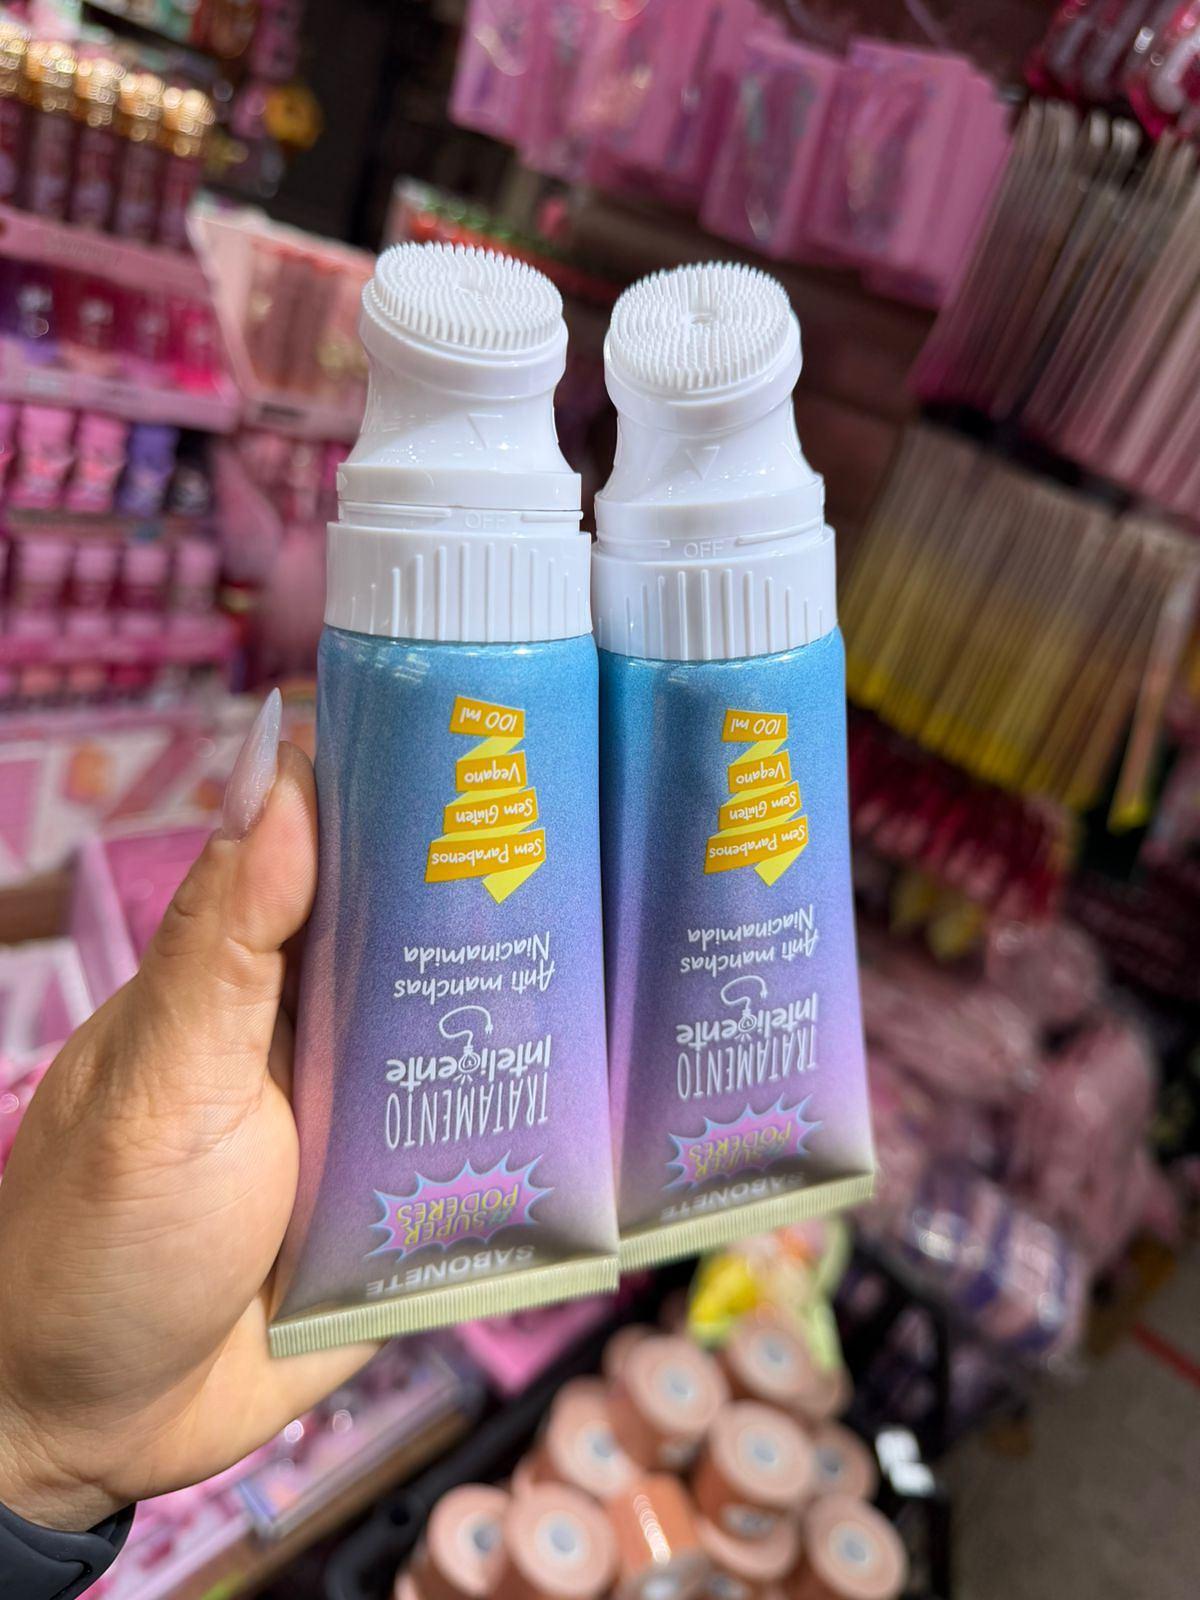 OFF
SABONETE
#SUPER
PODERES
TRATAMENTO
Inteligente
Anti manchas
Niacinamida
Sem Parabenos
Sem Glúten
Vegano
100 ml
OFF
SABONETE
#SUPER
PODERES
TRATAMENTO
Inteligente
Anti manchas
Niacinamida
Sem Parabenos
Sem Glúten
Vegano
100 ml